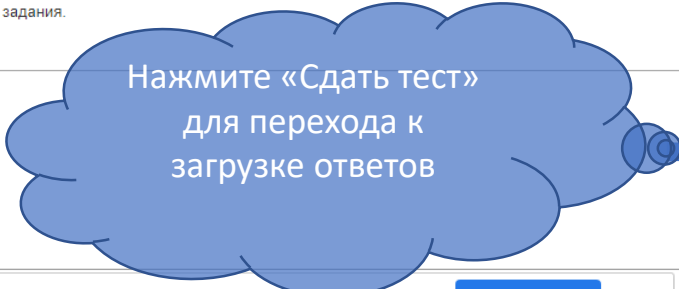 задания.
Нажмите «Сдать тест»
для перехода к
загрузке ответов